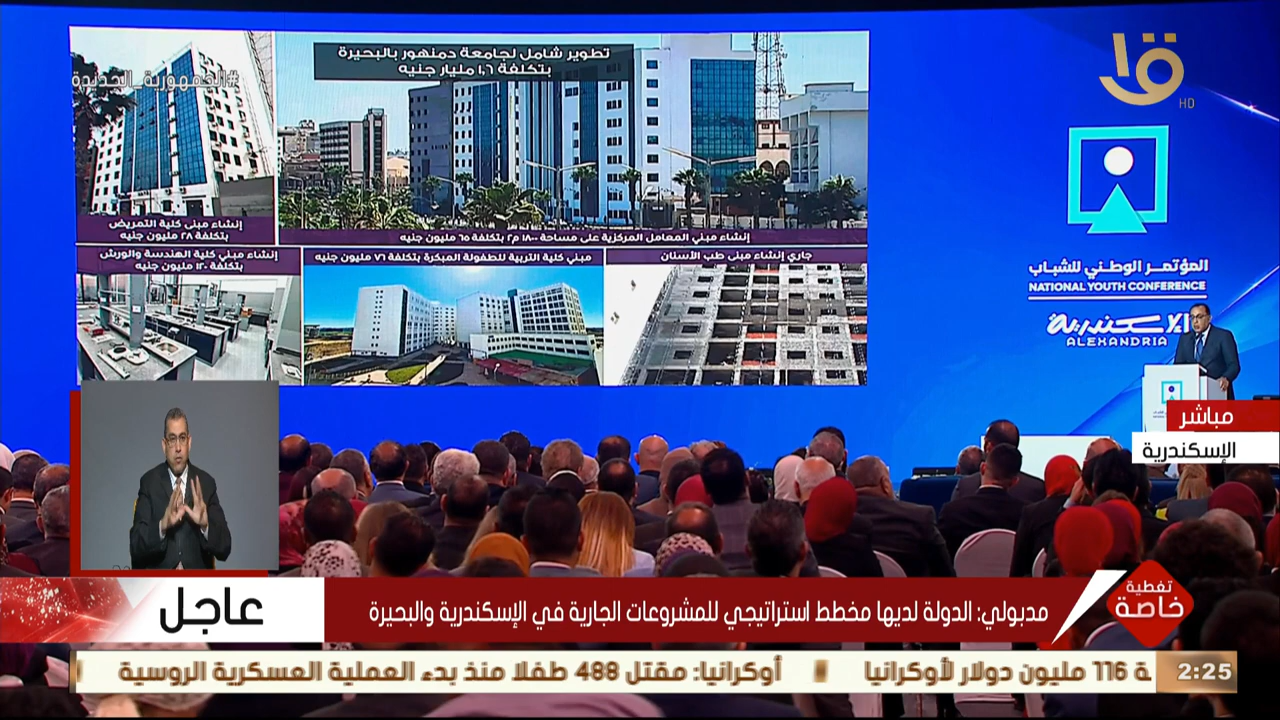 #الجمهورية_الجديدة
تطوير شامل لجامعة دمنهور بالبحيرة
بتكلفة ١,٦ مليار جنيه
إنشاء مبنى كلية التمريض
بتكلفة ٢٨ مليون جنيه
إنشاء مبني المعامل المركزية على مساحة ١٨٠٠ م٢ بتكلفة ٦٥ مليون جنيه
إنشاء مبني كلية الهندسة والورش
بتكلفة ١٢٠ مليون جنيه
مبني كلية التربية للطفولة المبكرة بتكلفة ٧٦ مليون جنيه
جاري إنشاء مبنى طب الأسنان
HD
المؤتمر الوطني للشباب
NATIONAL YOUTH CONFERENCE
الإسكندرية
ALEXANDRIA
مباشر
الإسكندرية
تغطية
خاصة
عاجل
مدبولي: الدولة لديها مخطط استراتيجي للمشروعات الجارية في الإسكندرية والبحيرة
ة 116 مليون دولار لأوكرانيا
أوكرانيا: مقتل 488 طفلا منذ بدء العملية العسكرية الروسية
2:25